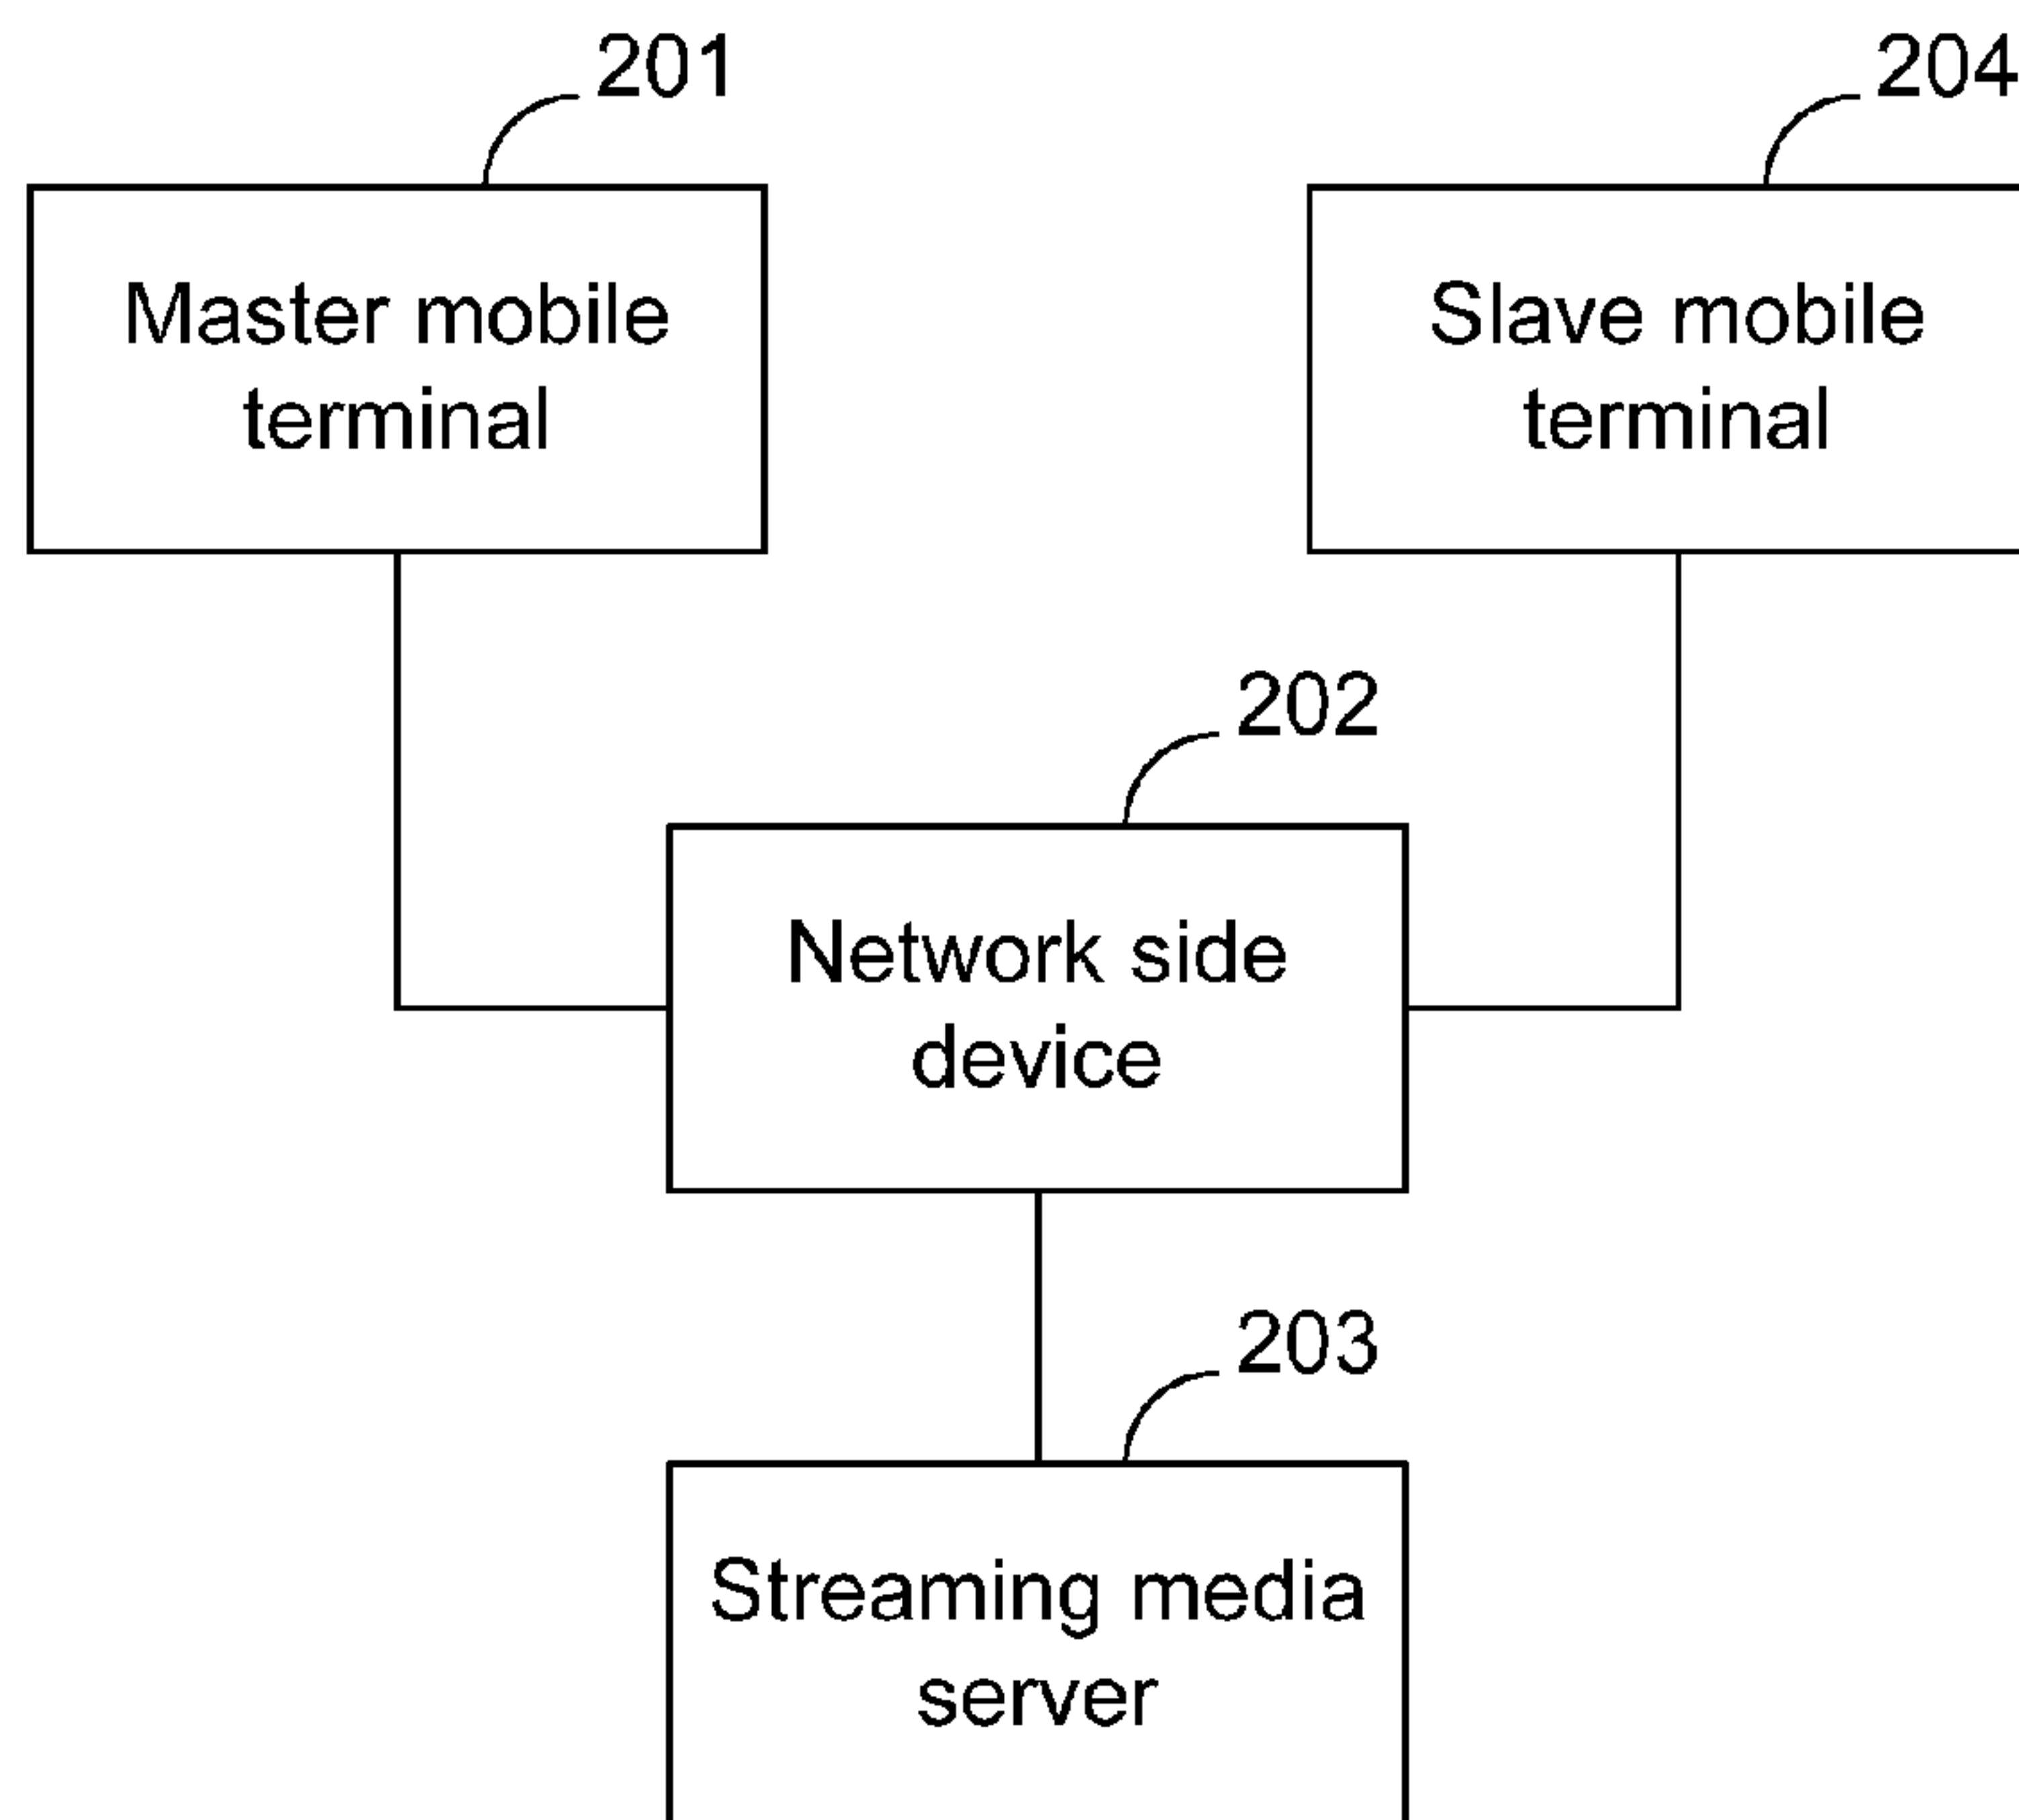 201
204
Master mobile
terminal
Slave mobile
terminal
202
Network side
device
203
Streaming media
server